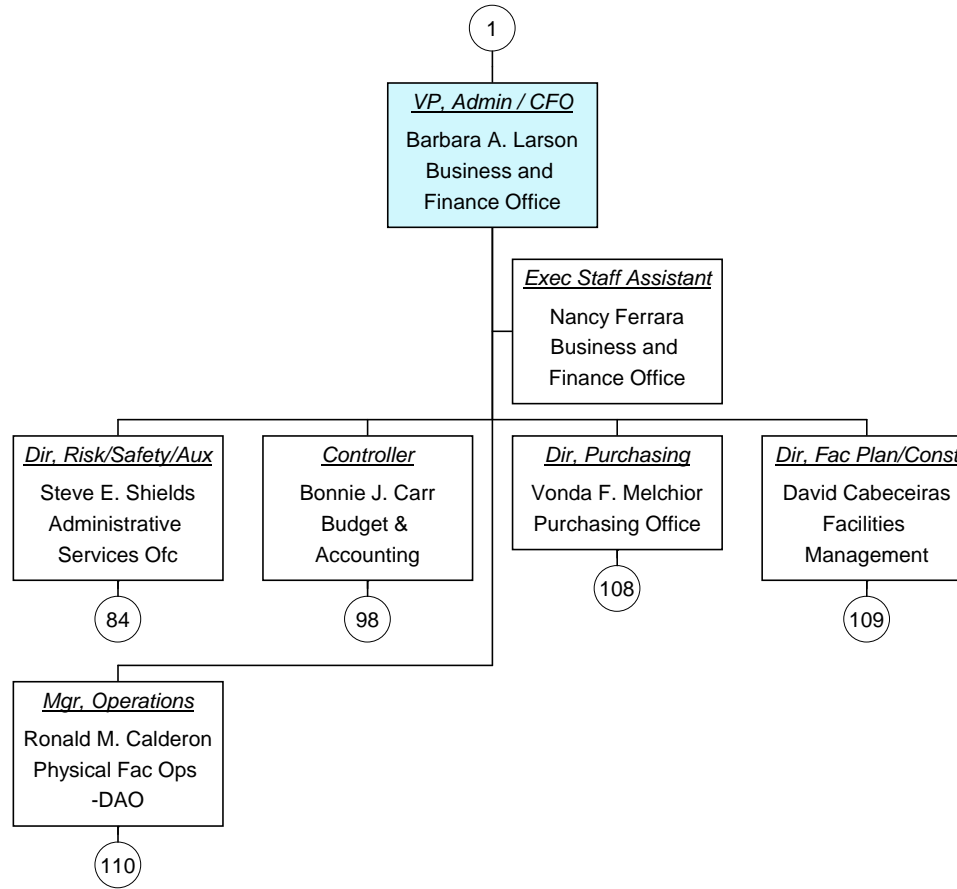 1
VP, Admin / CFO
Barbara A. Larson
Business and
Finance Office
Exec Staff Assistant
Nancy Ferrara
Business and
Finance Office
Dir, Risk/Safety/Aux
Steve E. Shields
Administrative
Services Ofc
84
Controller
Bonnie J. Carr
Budget &
Accounting
98
Dir, Purchasing
Vonda F. Melchior
Purchasing Office
108
Dir, Fac Plan/Const
David Cabeceiras
Facilities
Management
109
Mgr, Operations
Ronald M. Calderon
Physical Fac Ops
-DAO
110